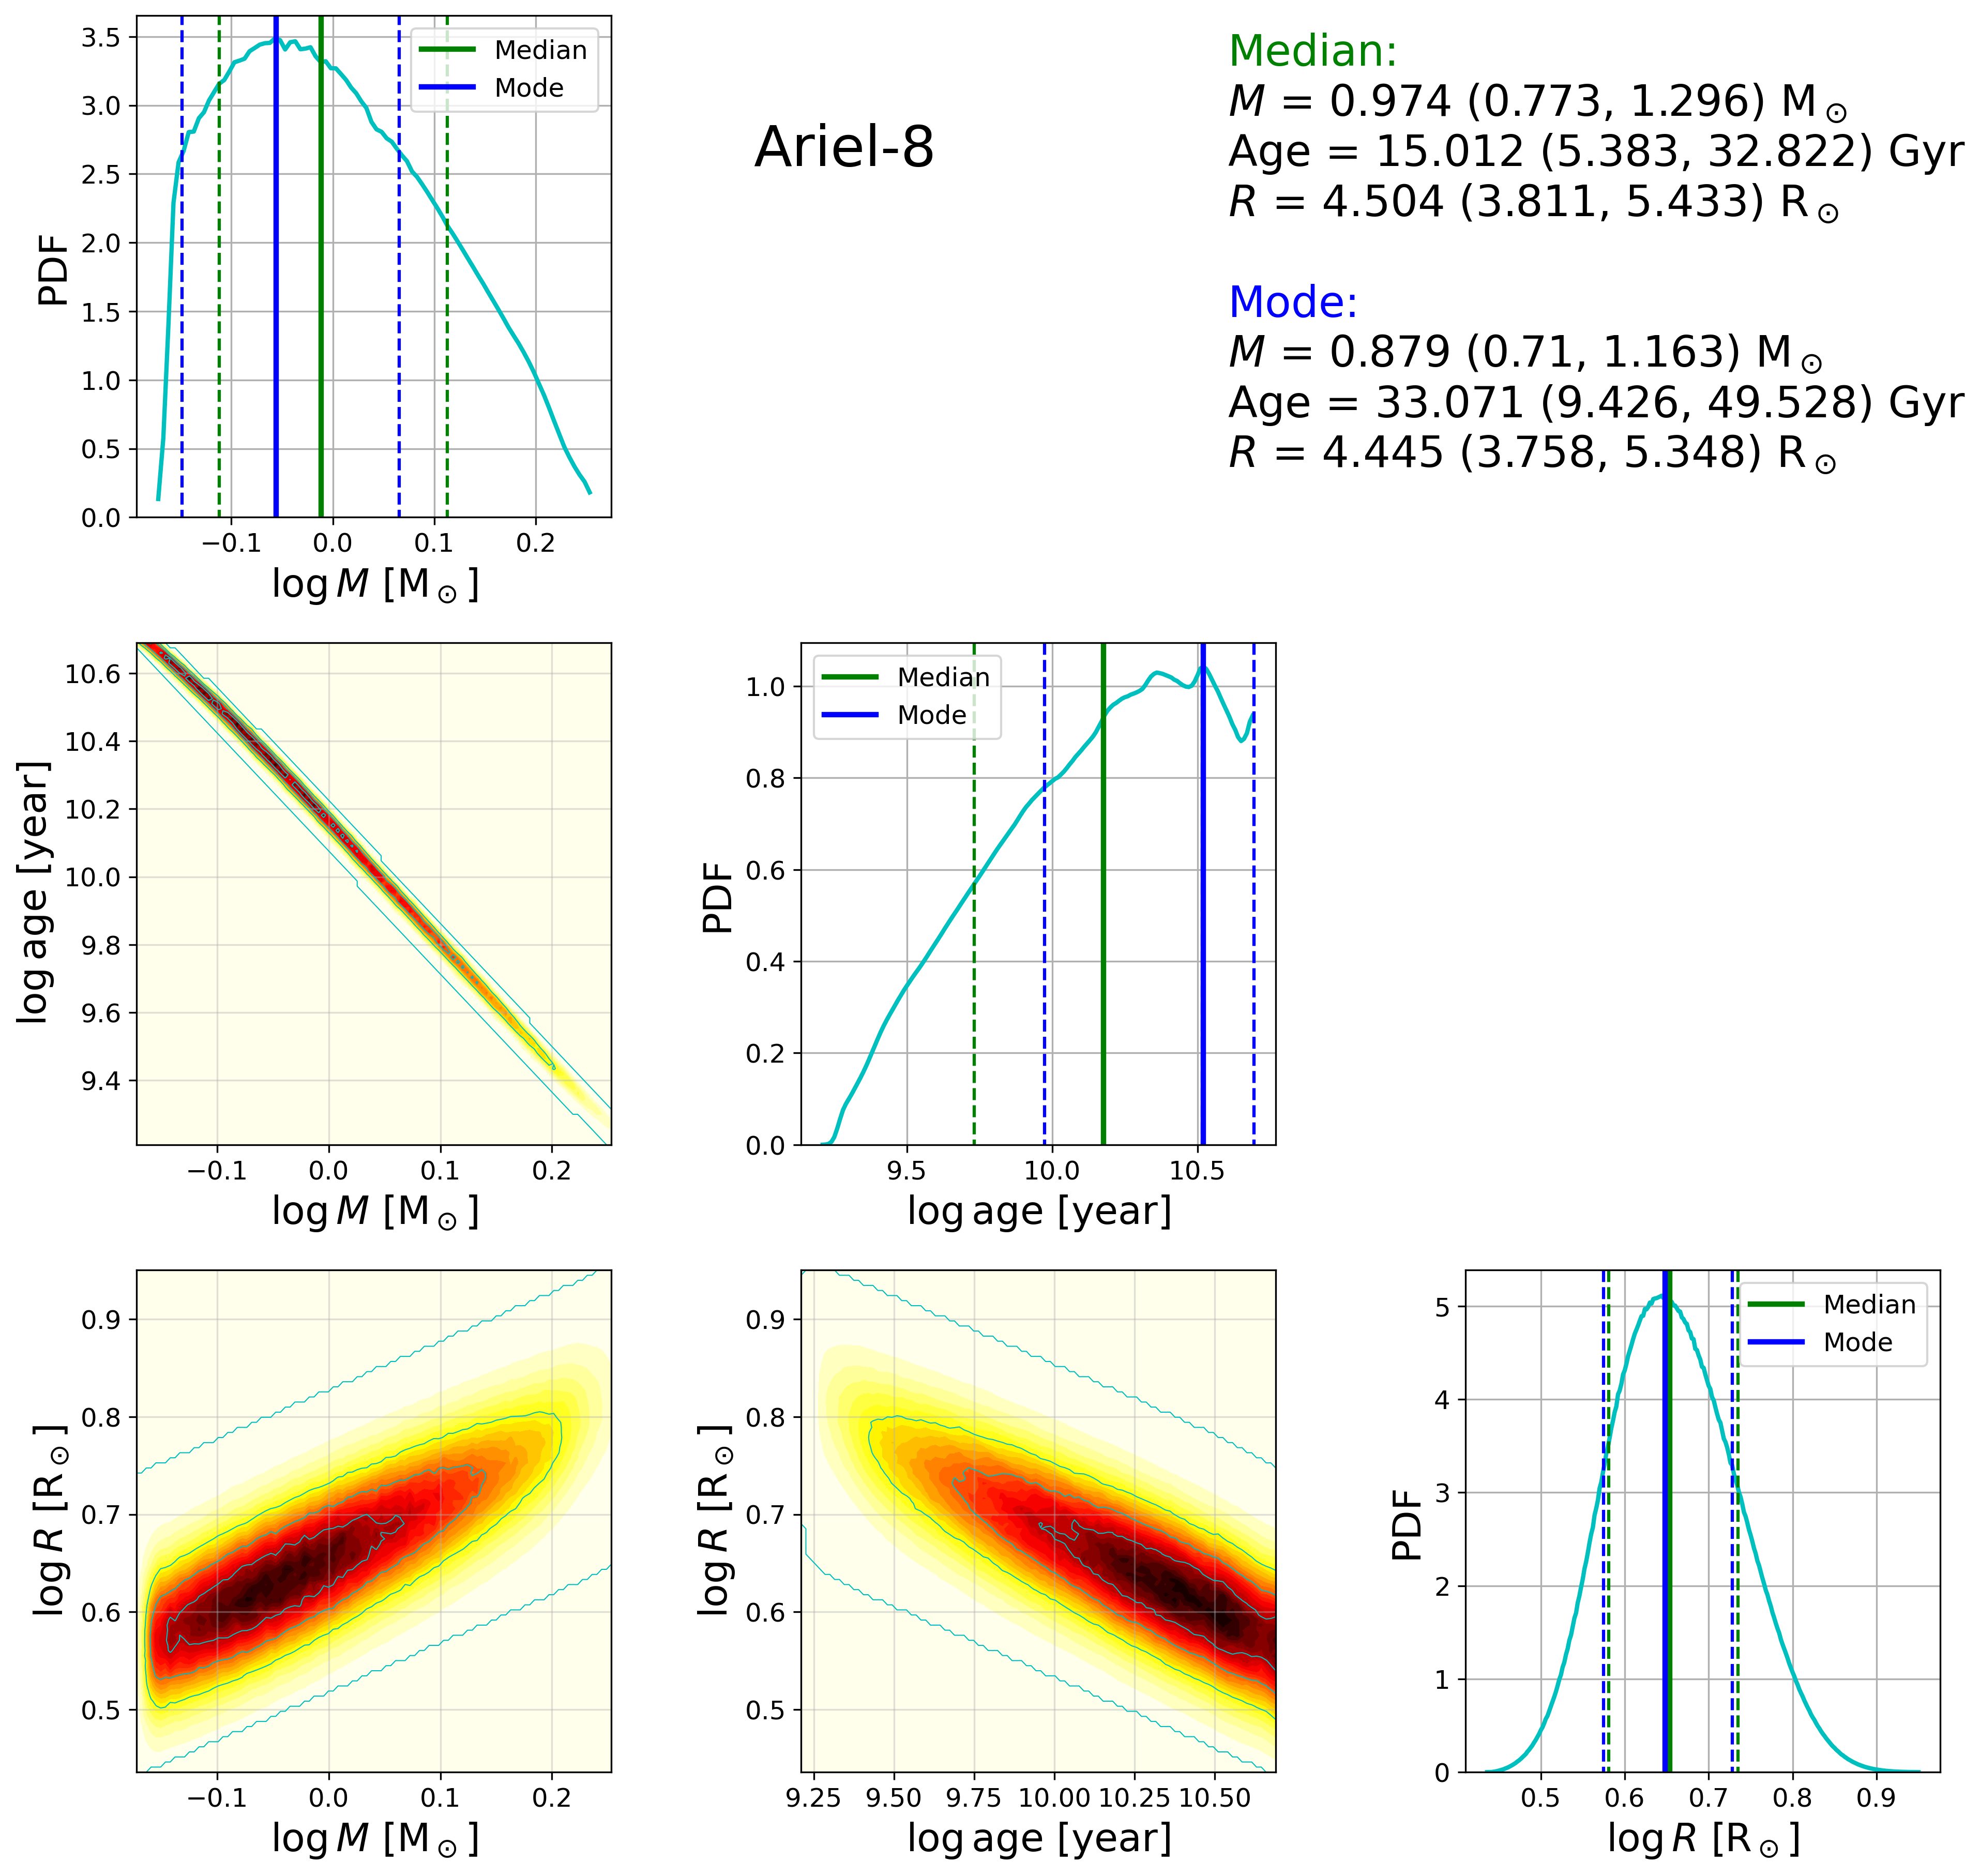 3.5
3.0
2.5
2.0
1.5
1.0
0.5
0.0
PDF
Median
Mode
−0.1 0.0 0.1 0.2
log M [M⊙]
Ariel-8
Median:
M = 0.974 (0.773, 1.296) M⊙
Age = 15.012 (5.383, 32.822) Gyr
R = 4.504 (3.811, 5.433) R⊙
Mode:
M = 0.879 (0.71, 1.163) M⊙
Age = 33.071 (9.426, 49.528) Gyr
R = 4.445 (3.758, 5.348) R⊙
10.6
10.4
10.2
10.0
9.8
9.6
9.4
log age [year]
−0.1 0.0 0.1 0.2
log M [M⊙]
1.0
0.8
0.6
0.4
0.2
0.0
PDF
Median
Mode
9.5 10.0 10.5
log age [year]
0.9
0.8
0.7
0.6
0.5
log R [R⊙]
−0.1 0.0 0.1 0.2
log M [M⊙]
0.9
0.8
0.7
0.6
0.5
log R [R⊙]
9.25 9.50 9.75 10.00 10.25 10.50
log age [year]
5
4
3
2
1
0
PDF
Median
Mode
0.5 0.6 0.7 0.8 0.9
log R [R⊙]